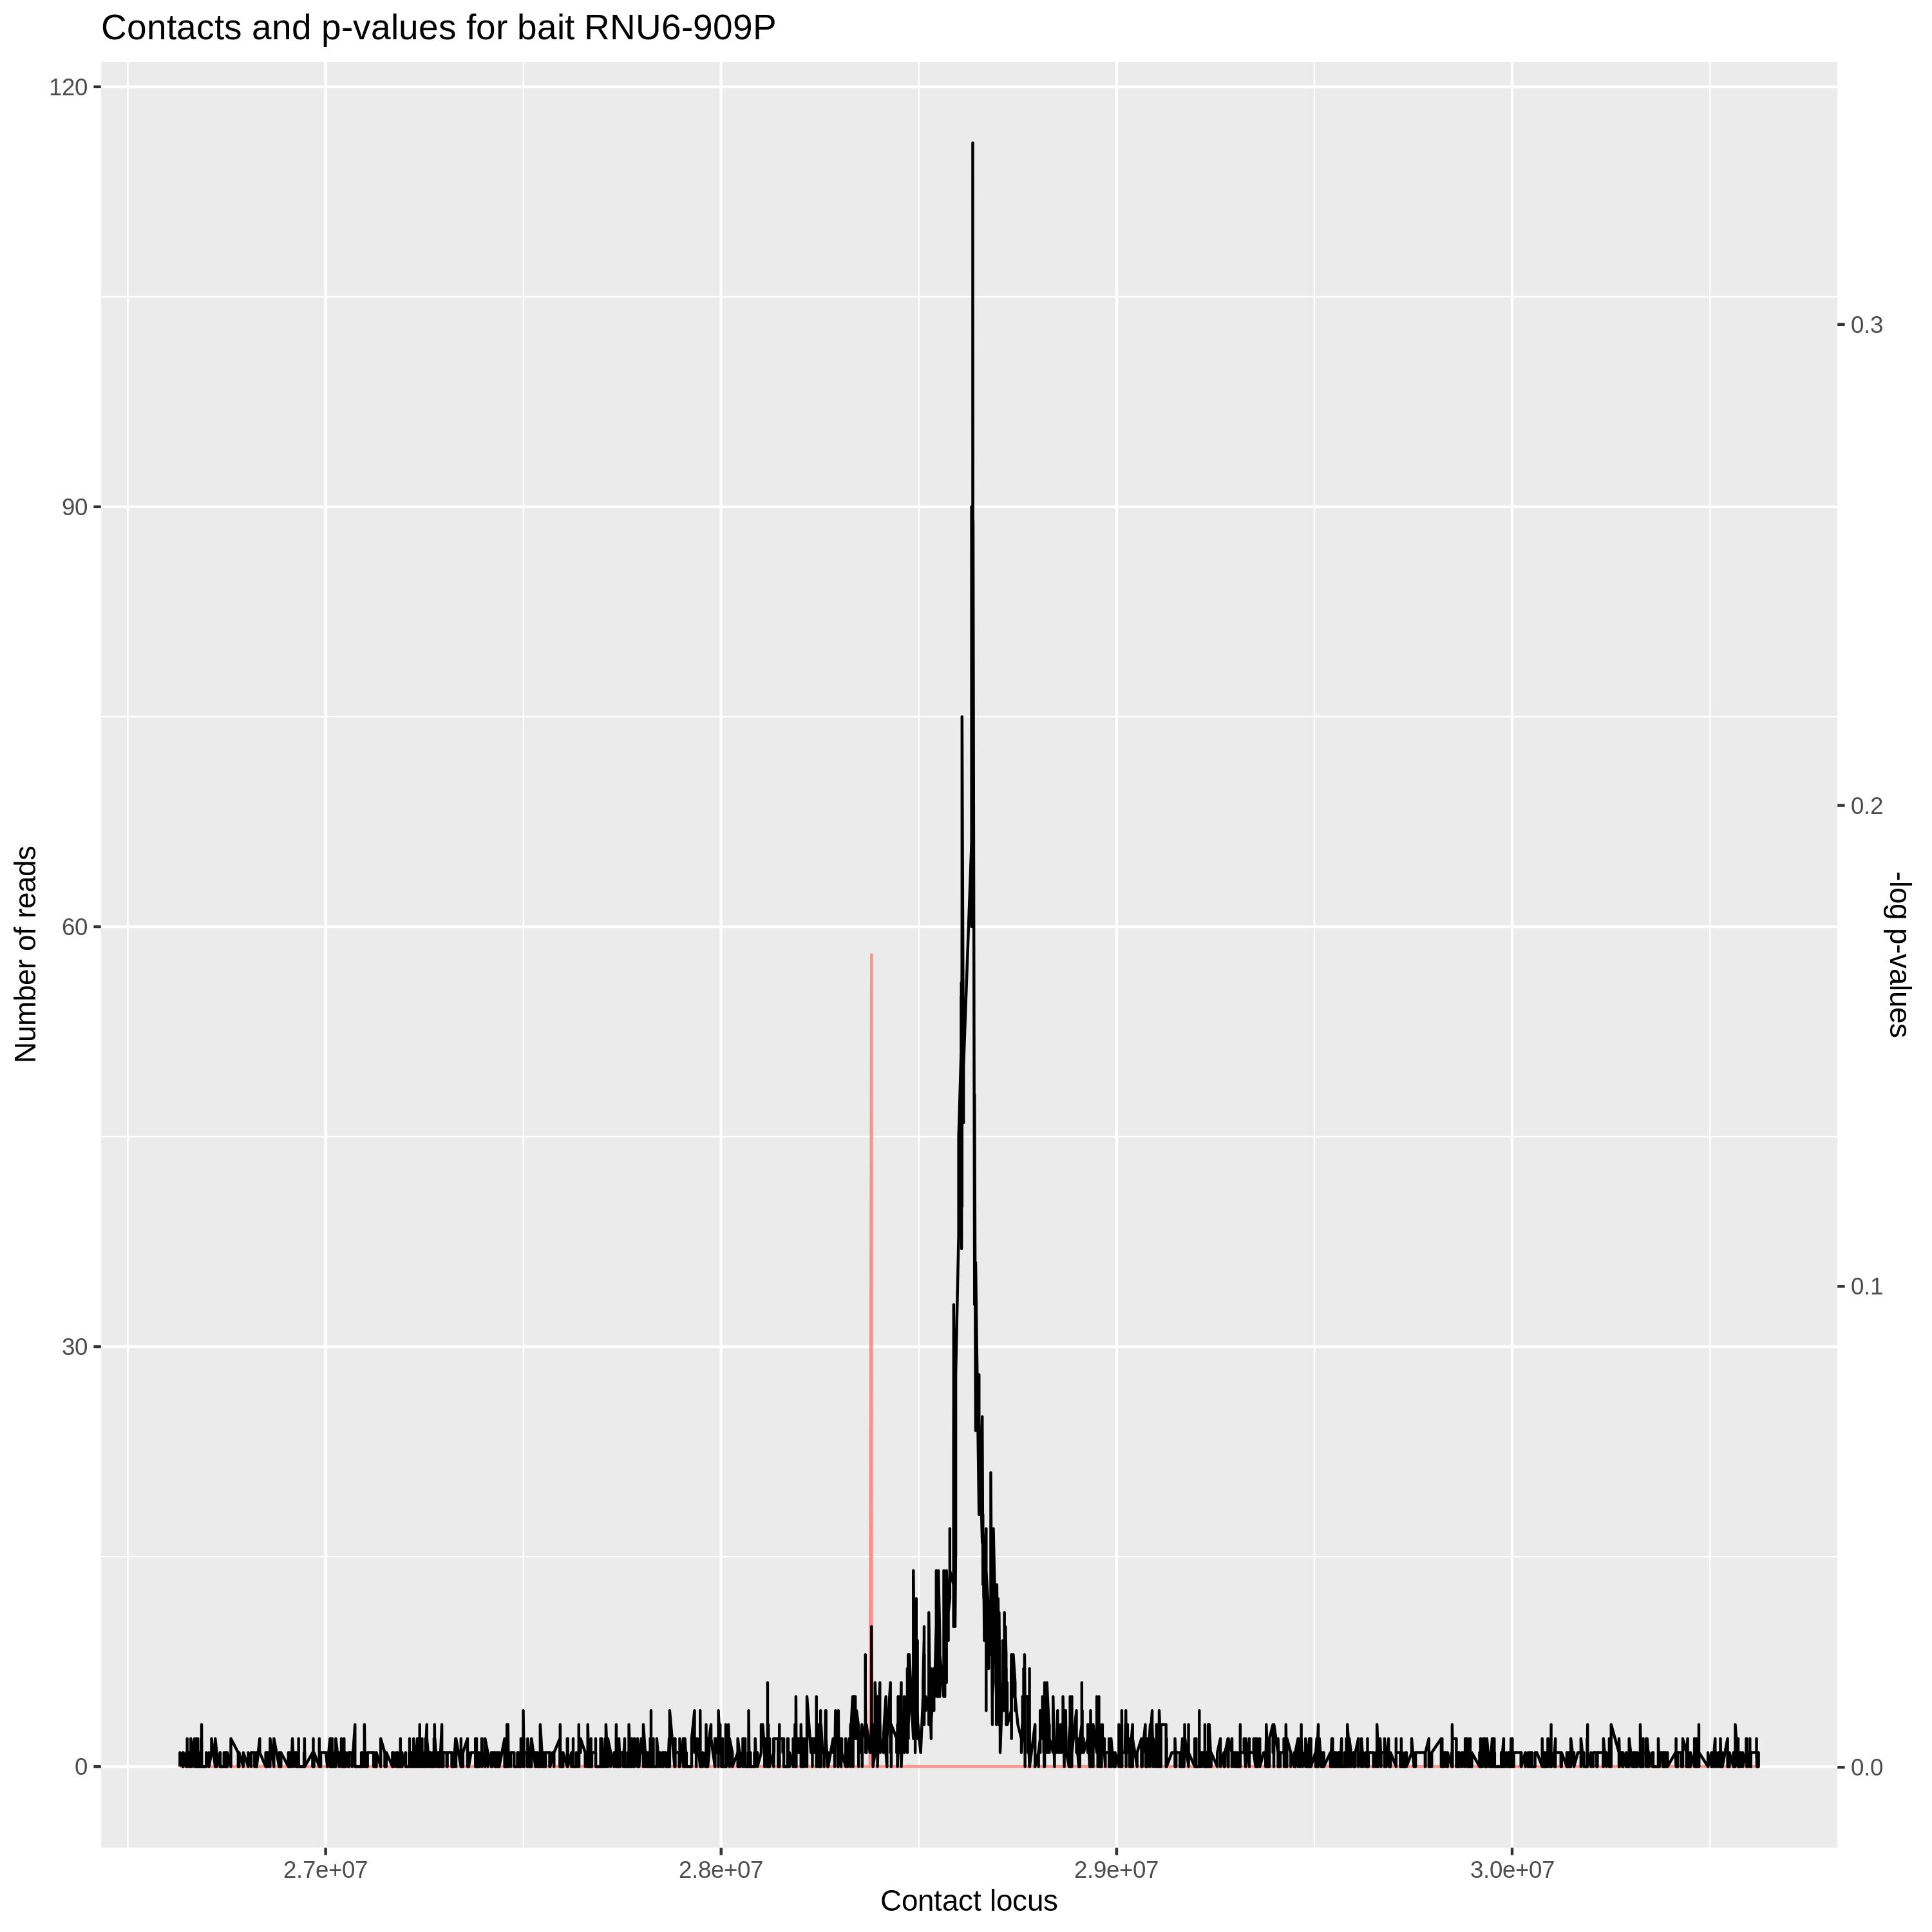 Contacts and p-values for bait RNU6-909P
120
90
60
30
0
Number of reads
0.3
0.2
0.1
0.0
-log p-values
2.7e+07
2.8e+07
2.9e+07
3.0e+07
Contact locus